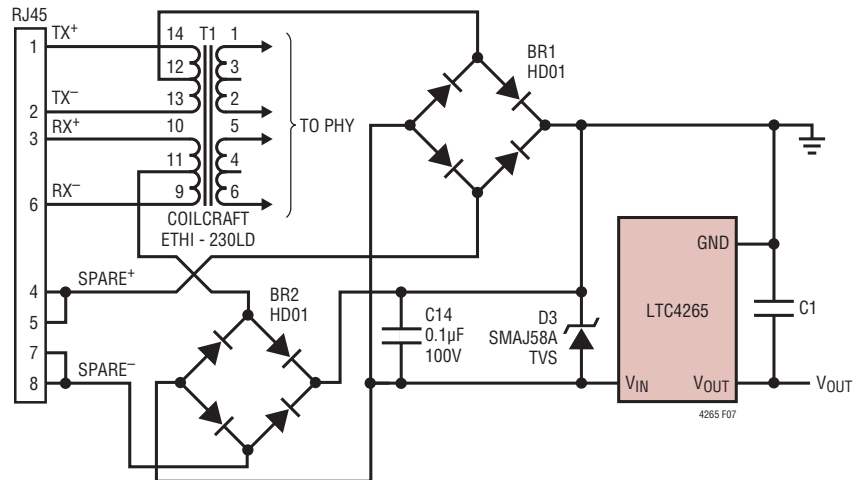 RJ45
1
TX+
2
TX−
3
RX+
6
RX−
4
SPARE+
5
7
8
SPARE−
14
T1
1
12
3
13
2
10
5
11
4
9
6
COILCRAFT
ETHI - 230LD
TO PHY
BR1
HD01
BR2
HD01
C14
0.1µF
100V
D3
SMAJ58A
TVS
GND
LTC4265
VIN
VOUT
C1
VOUT
4265 F07